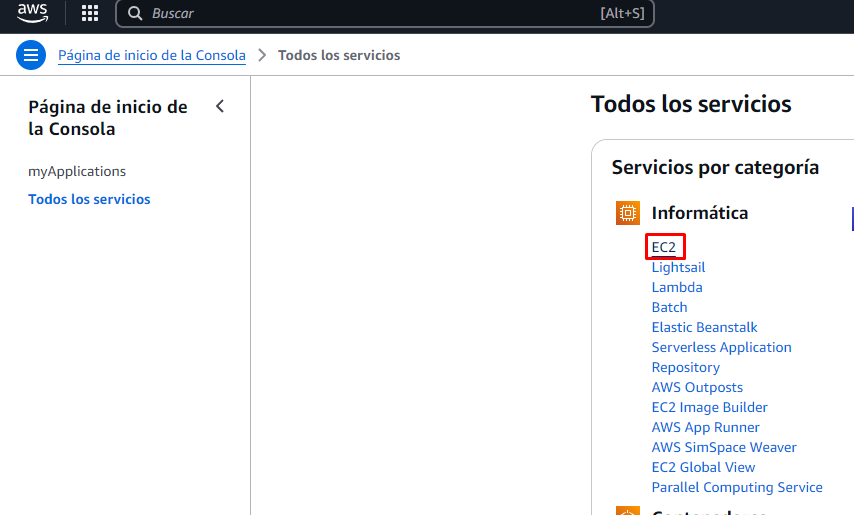 aws
Buscar [Alt+S]
Página de inicio de la Consola > Todos los servicios
Página de inicio de
la Consola
myApplications
Todos los servicios
Todos los servicios
Servicios por categoría
Informática
EC2
Lightsail
Lambda
Batch
Elastic Beanstalk
Serverless Application
Repository
AWS Outposts
EC2 Image Builder
AWS App Runner
AWS SimSpace Weaver
EC2 Global View
Parallel Computing Service